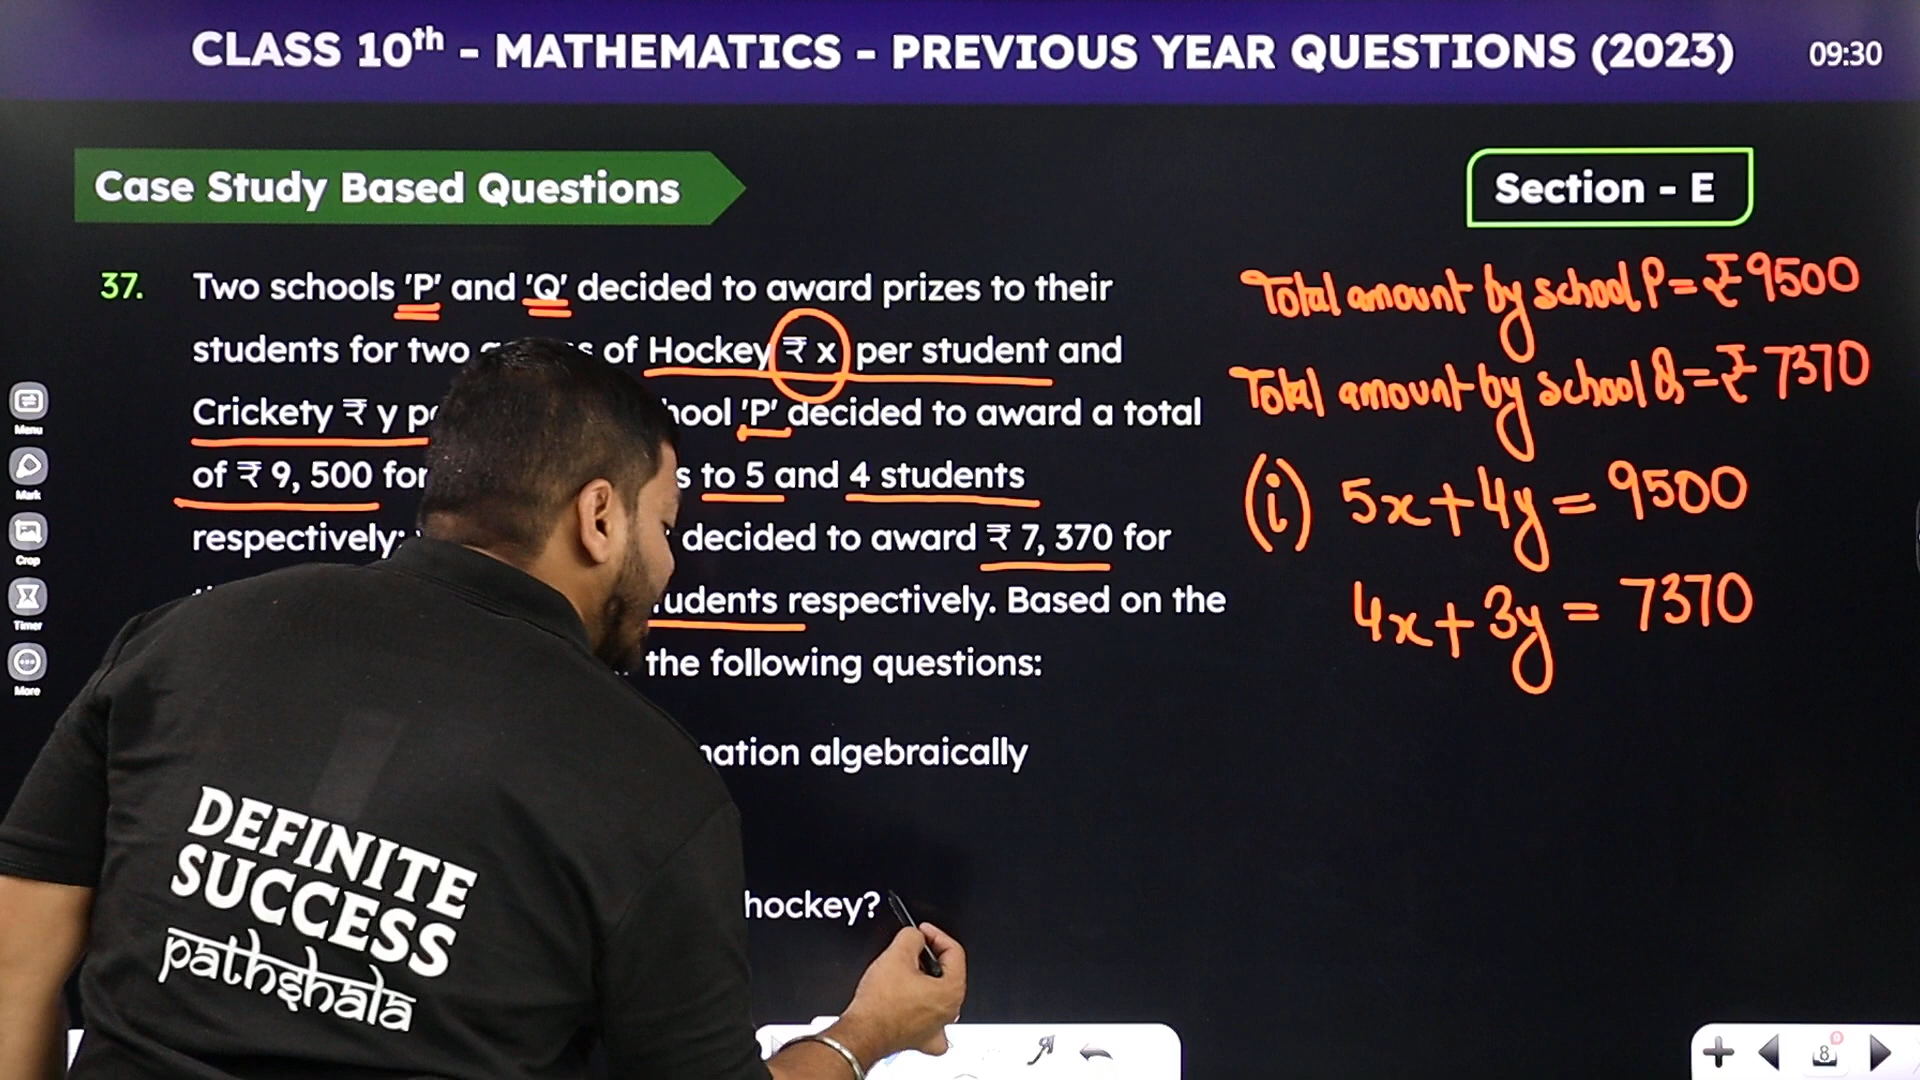 CLASS 10th - MATHEMATICS - PREVIOUS YEAR QUESTIONS (2023)
09:30
Case Study Based Questions
Section - E
37. Two schools 'P' and 'Q' decided to award prizes to their
students for two of Hockey ₹ x per student and
Crickety ₹ y 'P' decided to award a total
of ₹ 9, 500 for to 5 and 4 students
respectively; decided to award ₹ 7, 370 for
respectively. Based on the
the following questions:
algebraically
hockey?
Total amount by school P = ₹ 9500
Total amount by school Q = ₹ 7370
(i) 5x + 4y = 9500
4x + 3y = 7370
Menu
Mark
Crop
Timer
More
DEFINITE
SUCCESS
pathshala
8